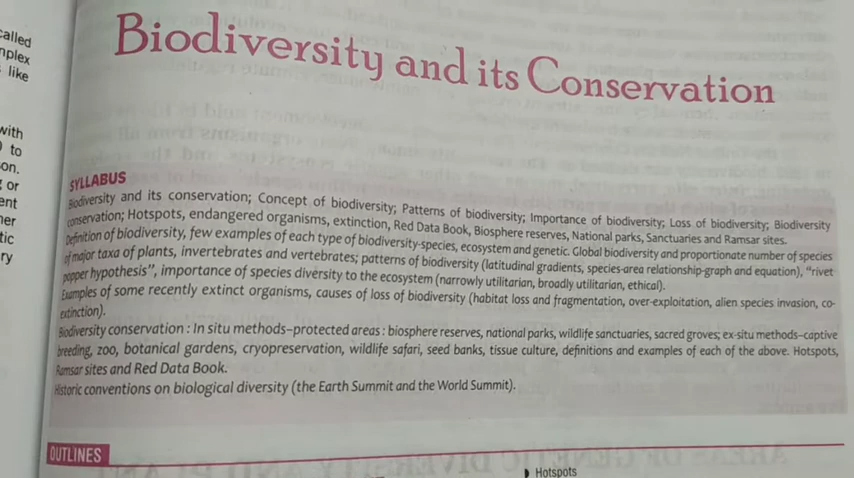 called
mplex
like
with
to
on.
or
ent
ner
tic
ry
Biodiversity and its Conservation
SYLLABUS
Biodiversity and its conservation; Concept of biodiversity; Patterns of biodiversity; Importance of biodiversity; Loss of biodiversity; Biodiversity
conservation; Hotspots, endangered organisms, extinction, Red Data Book, Biosphere reserves, National parks, Sanctuaries and Ramsar sites.
Definition of biodiversity, few examples of each type of biodiversity-species, ecosystem and genetic. Global biodiversity and proportionate number of species
of major taxa of plants, invertebrates and vertebrates; patterns of biodiversity (latitudinal gradients, species-area relationship-graph and equation), "rivet
popper hypothesis", importance of species diversity to the ecosystem (narrowly utilitarian, broadly utilitarian, ethical).
Examples of some recently extinct organisms, causes of loss of biodiversity (habitat loss and fragmentation, over-exploitation, alien species invasion, co-
extinction).
Biodiversity conservation : In situ methods–protected areas : biosphere reserves, national parks, wildlife sanctuaries, sacred groves; ex-situ methods–captive
breeding, zoo, botanical gardens, cryopreservation, wildlife safari, seed banks, tissue culture, definitions and examples of each of the above. Hotspots,
Ramsar sites and Red Data Book.
Historic conventions on biological diversity (the Earth Summit and the World Summit).
OUTLINES
Hotspots